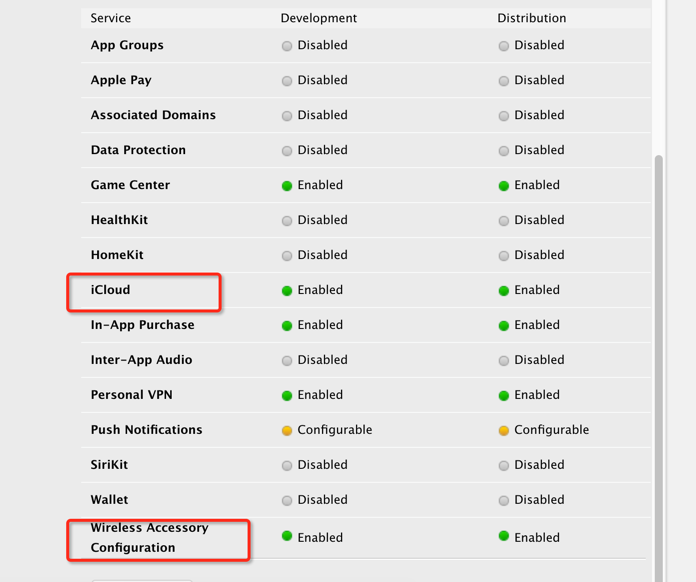 Service Development Distribution
App Groups Disabled Disabled
Apple Pay Disabled Disabled
Associated Domains Disabled Disabled
Data Protection Disabled Disabled
Game Center Enabled Enabled
HealthKit Disabled Disabled
HomeKit Disabled Disabled
iCloud Enabled Enabled
In-App Purchase Enabled Enabled
Inter-App Audio Disabled Disabled
Personal VPN Enabled Enabled
Push Notifications Configurable Configurable
SiriKit Disabled Disabled
Wallet Disabled Disabled
Wireless Accessory
Configuration Enabled Enabled